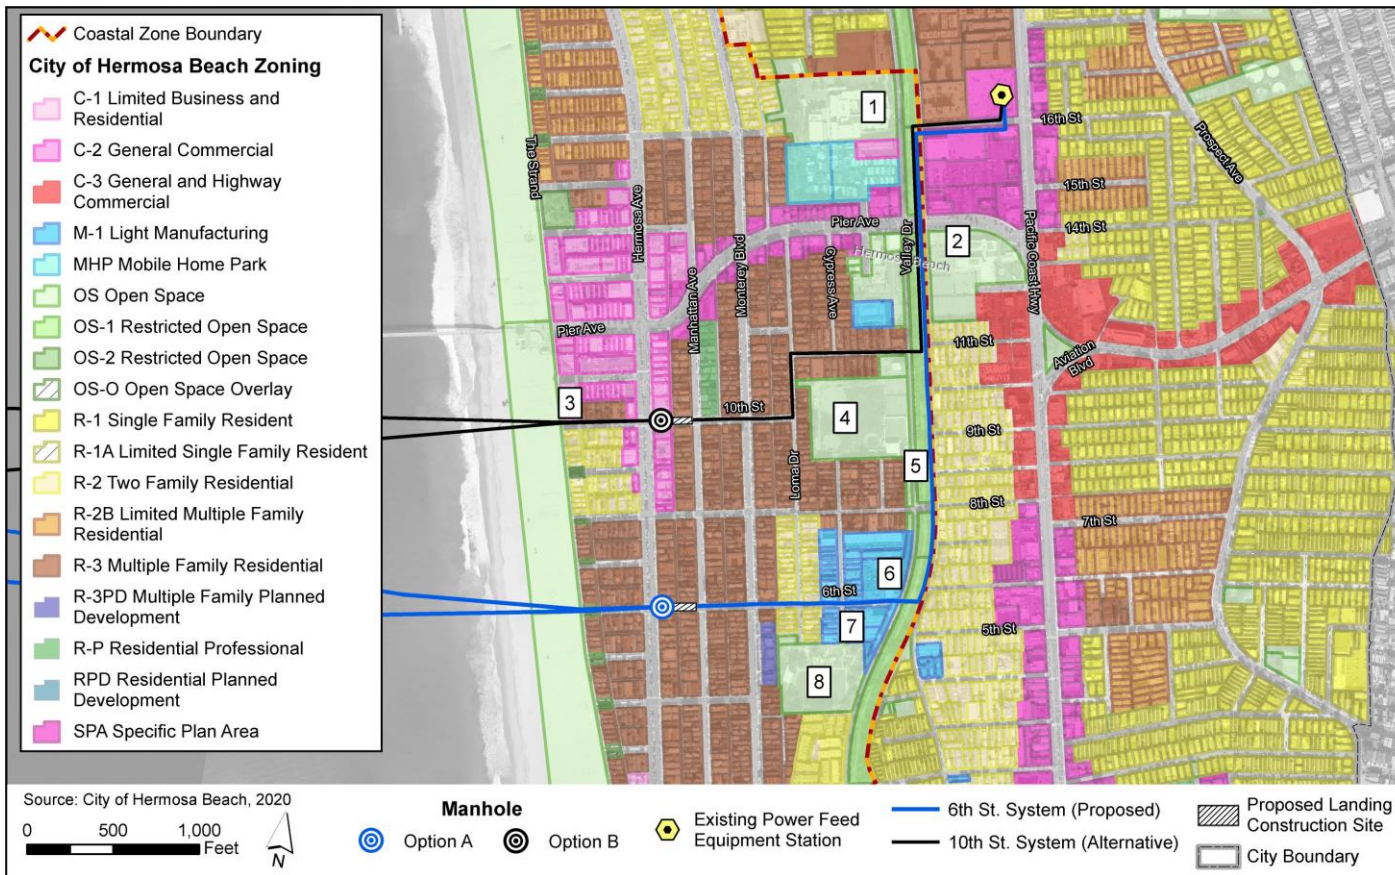 Coastal Zone Boundary
City of Hermosa Beach Zoning
C-1 Limited Business and
Residential
C-2 General Commercial
C-3 General and Highway
Commercial
M-1 Light Manufacturing
MHP Mobile Home Park
OS Open Space
OS-1 Restricted Open Space
OS-2 Restricted Open Space
OS-O Open Space Overlay
R-1 Single Family Resident
R-1A Limited Single Family Resident
R-2 Two Family Residential
R-2B Limited Multiple Family
Residential
R-3 Multiple Family Residential
R-3PD Multiple Family Planned
Development
R-P Residential Professional
RPD Residential Planned
Development
SPA Specific Plan Area
1
16th St
Prospect Ave
The Strand
15th St
Hermosa Ave
Pier Ave
Valley Dr
Pacific Coast Hwy
14th St
2
Hermosa Beach
Monterey Blvd
Cypress Ave
Manhattan Ave
Pier Ave
11th St
Aviation
Blvd
3
10th St
4
9th St
Loma Dr
5
8th St
7th St
6
6th St
7
5th St
8
Source: City of Hermosa Beach, 2020
0 500 1,000
Feet
N
Manhole
Option A
Option B
Existing Power Feed
Equipment Station
6th St. System (Proposed)
10th St. System (Alternative)
Proposed Landing
Construction Site
City Boundary